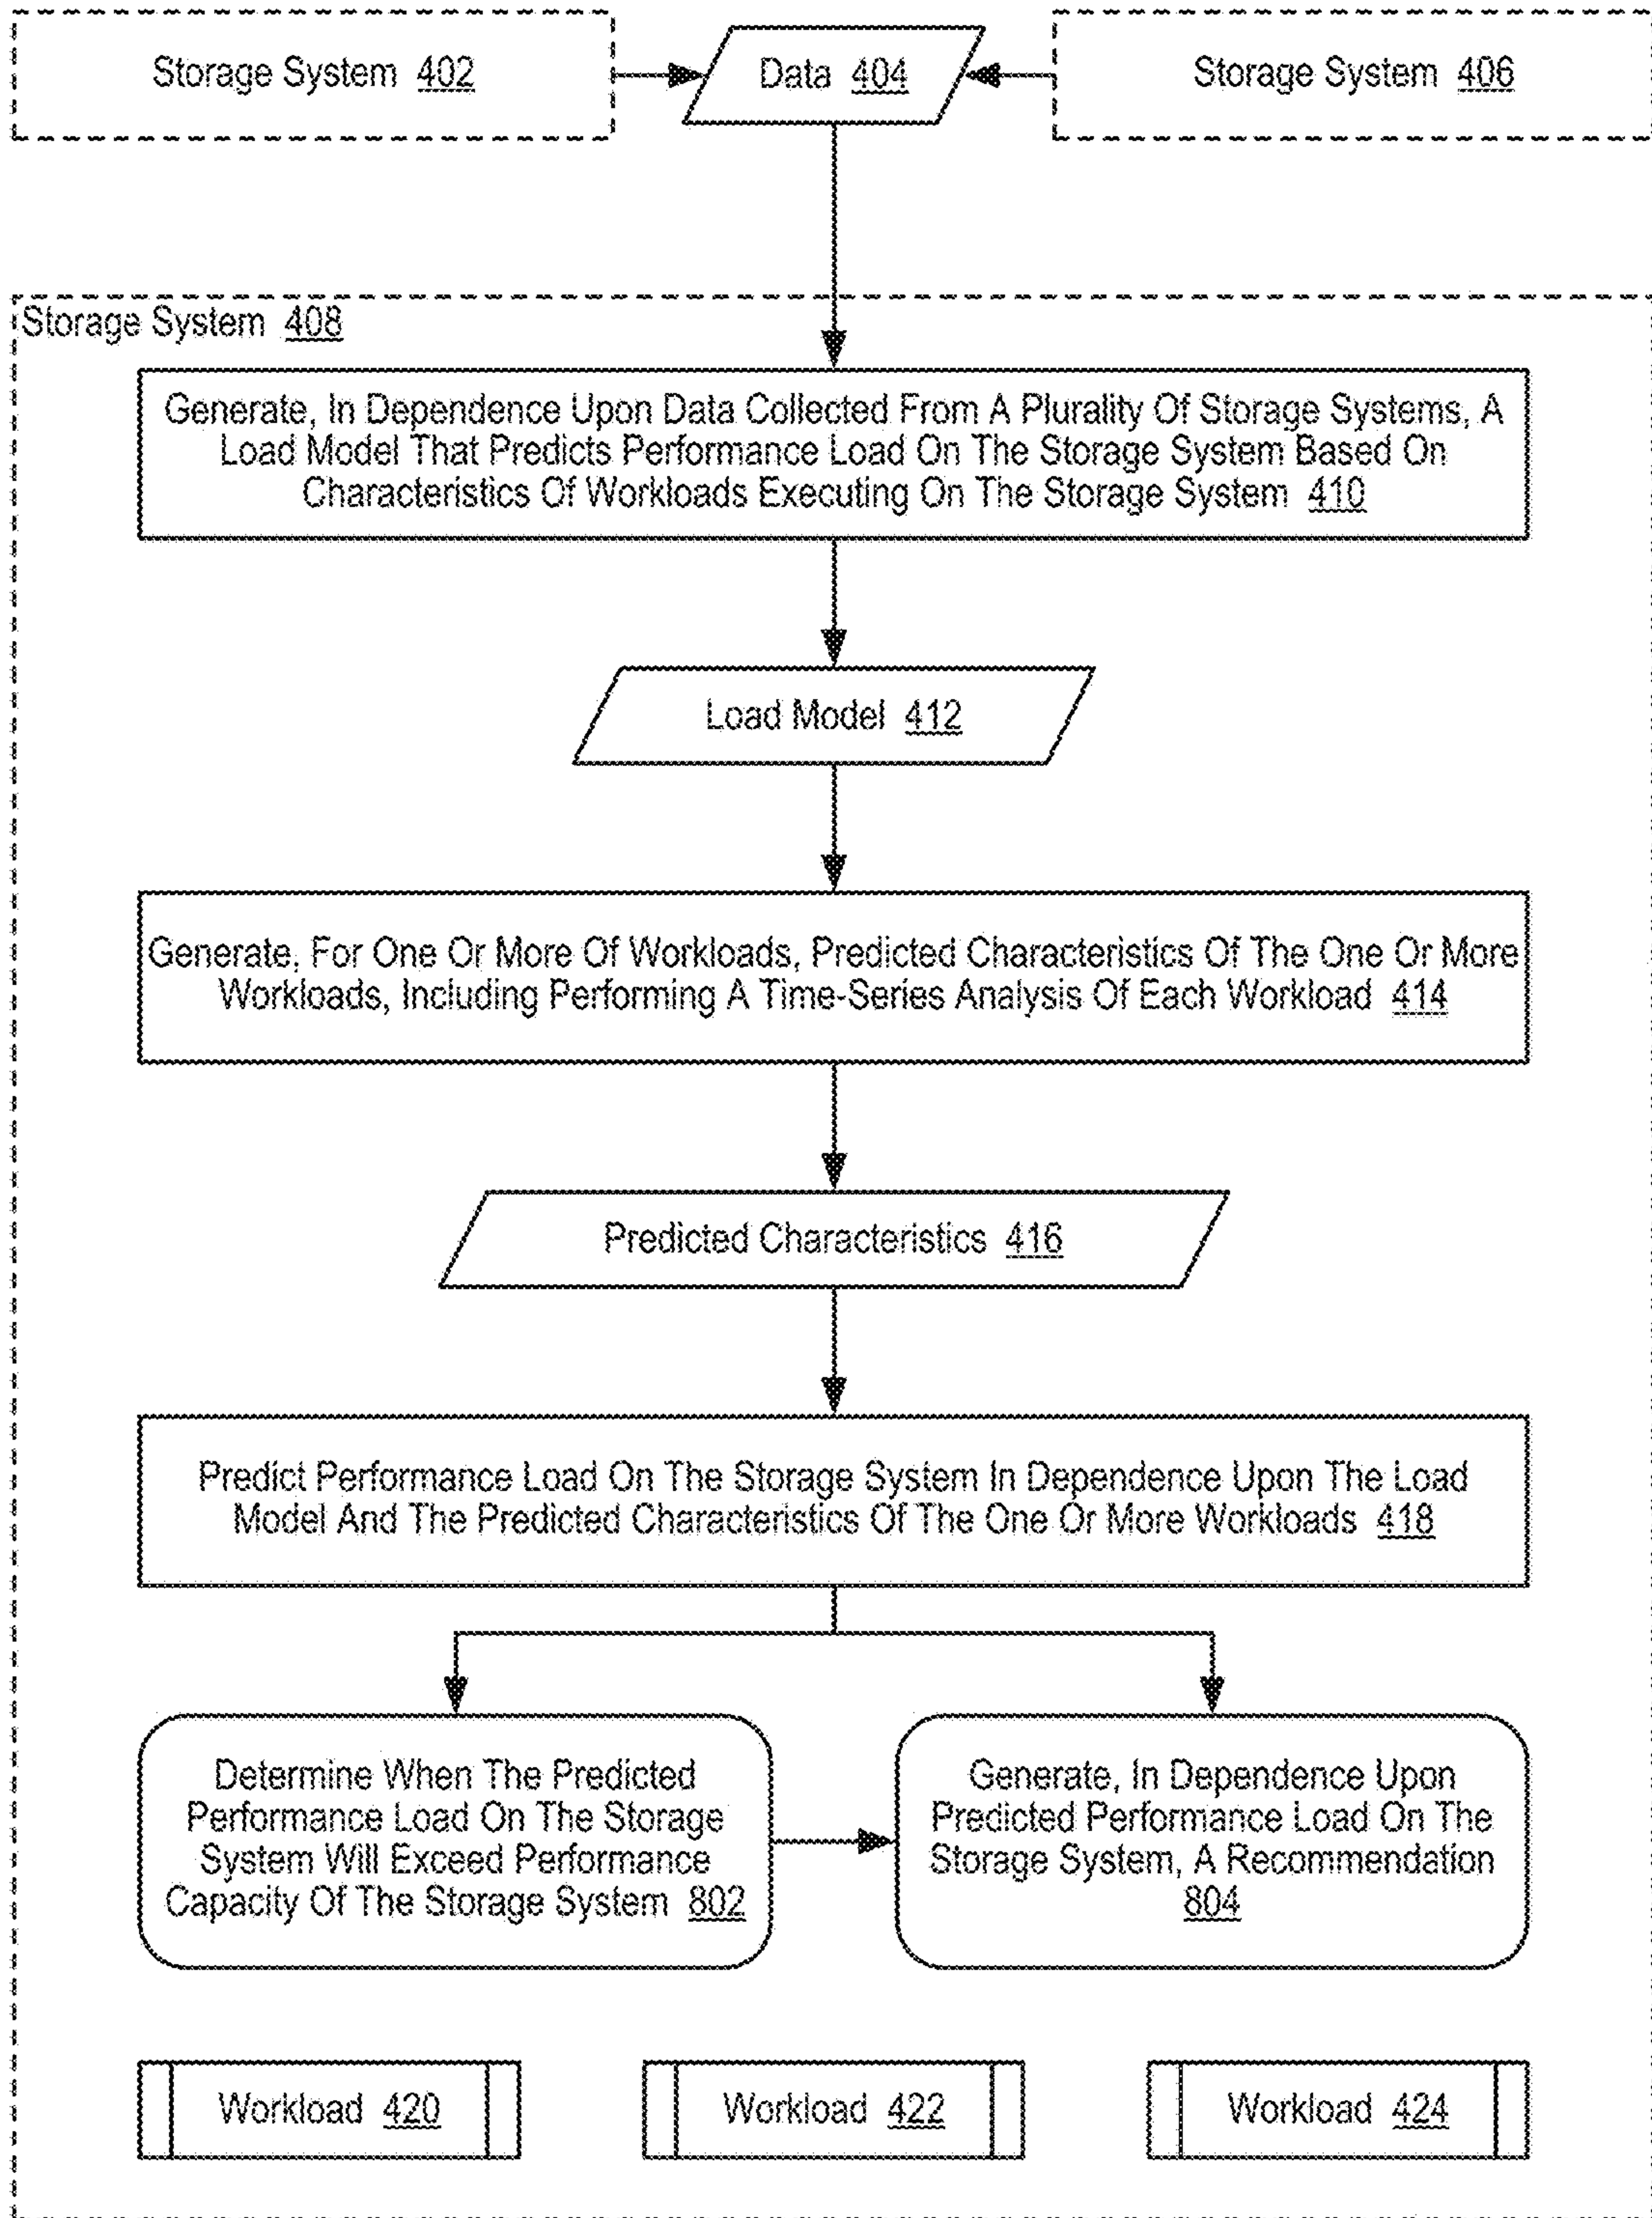 Storage System 402
Data 404
Storage System 406
Storage System 408
Generate, In Dependence Upon Data Collected From A Plurality Of Storage Systems, A
Load Model That Predicts Performance Load On The Storage System Based On
Characteristics Of Workloads Executing On The Storage System 410
Load Model 412
Generate, For One Or More Of Workloads, Predicted Characteristics Of The One Or More
Workloads, Including Performing A Time-Series Analysis Of Each Workload 414
Predicted Characteristics 416
Predict Performance Load On The Storage System In Dependence Upon The Load
Model And The Predicted Characteristics Of The One Or More Workloads 418
Determine When The Predicted
Performance Load On The Storage
System Will Exceed Performance
Capacity Of The Storage System 802
Generate, In Dependence Upon
Predicted Performance Load On The
Storage System, A Recommendation
804
Workload 420
Workload 422
Workload 424